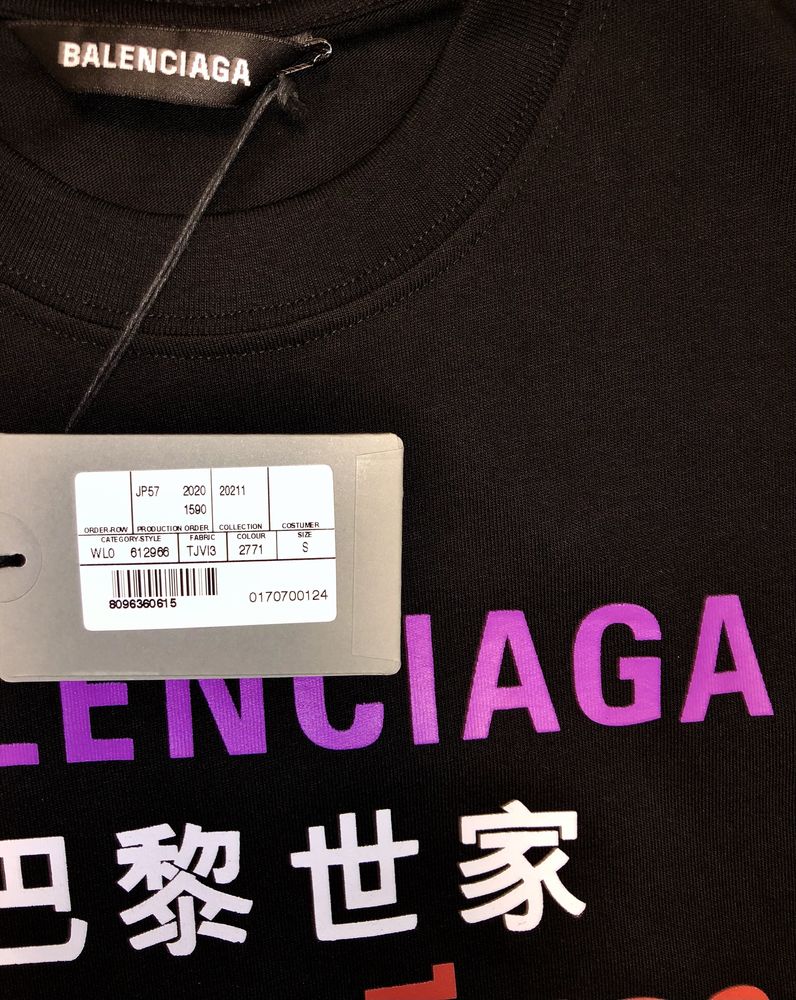 BALENCIAGA
JP57 2020 20211
1590
ORDER-ROW PRODUCTION ORDER COLLECTION COSTUMER
CATEGORY-STYLE FABRIC COLOUR SIZE
WL0 612966 TJVI3 2771 S
8096360615 0170700124
LENCIAGA
巴黎世家